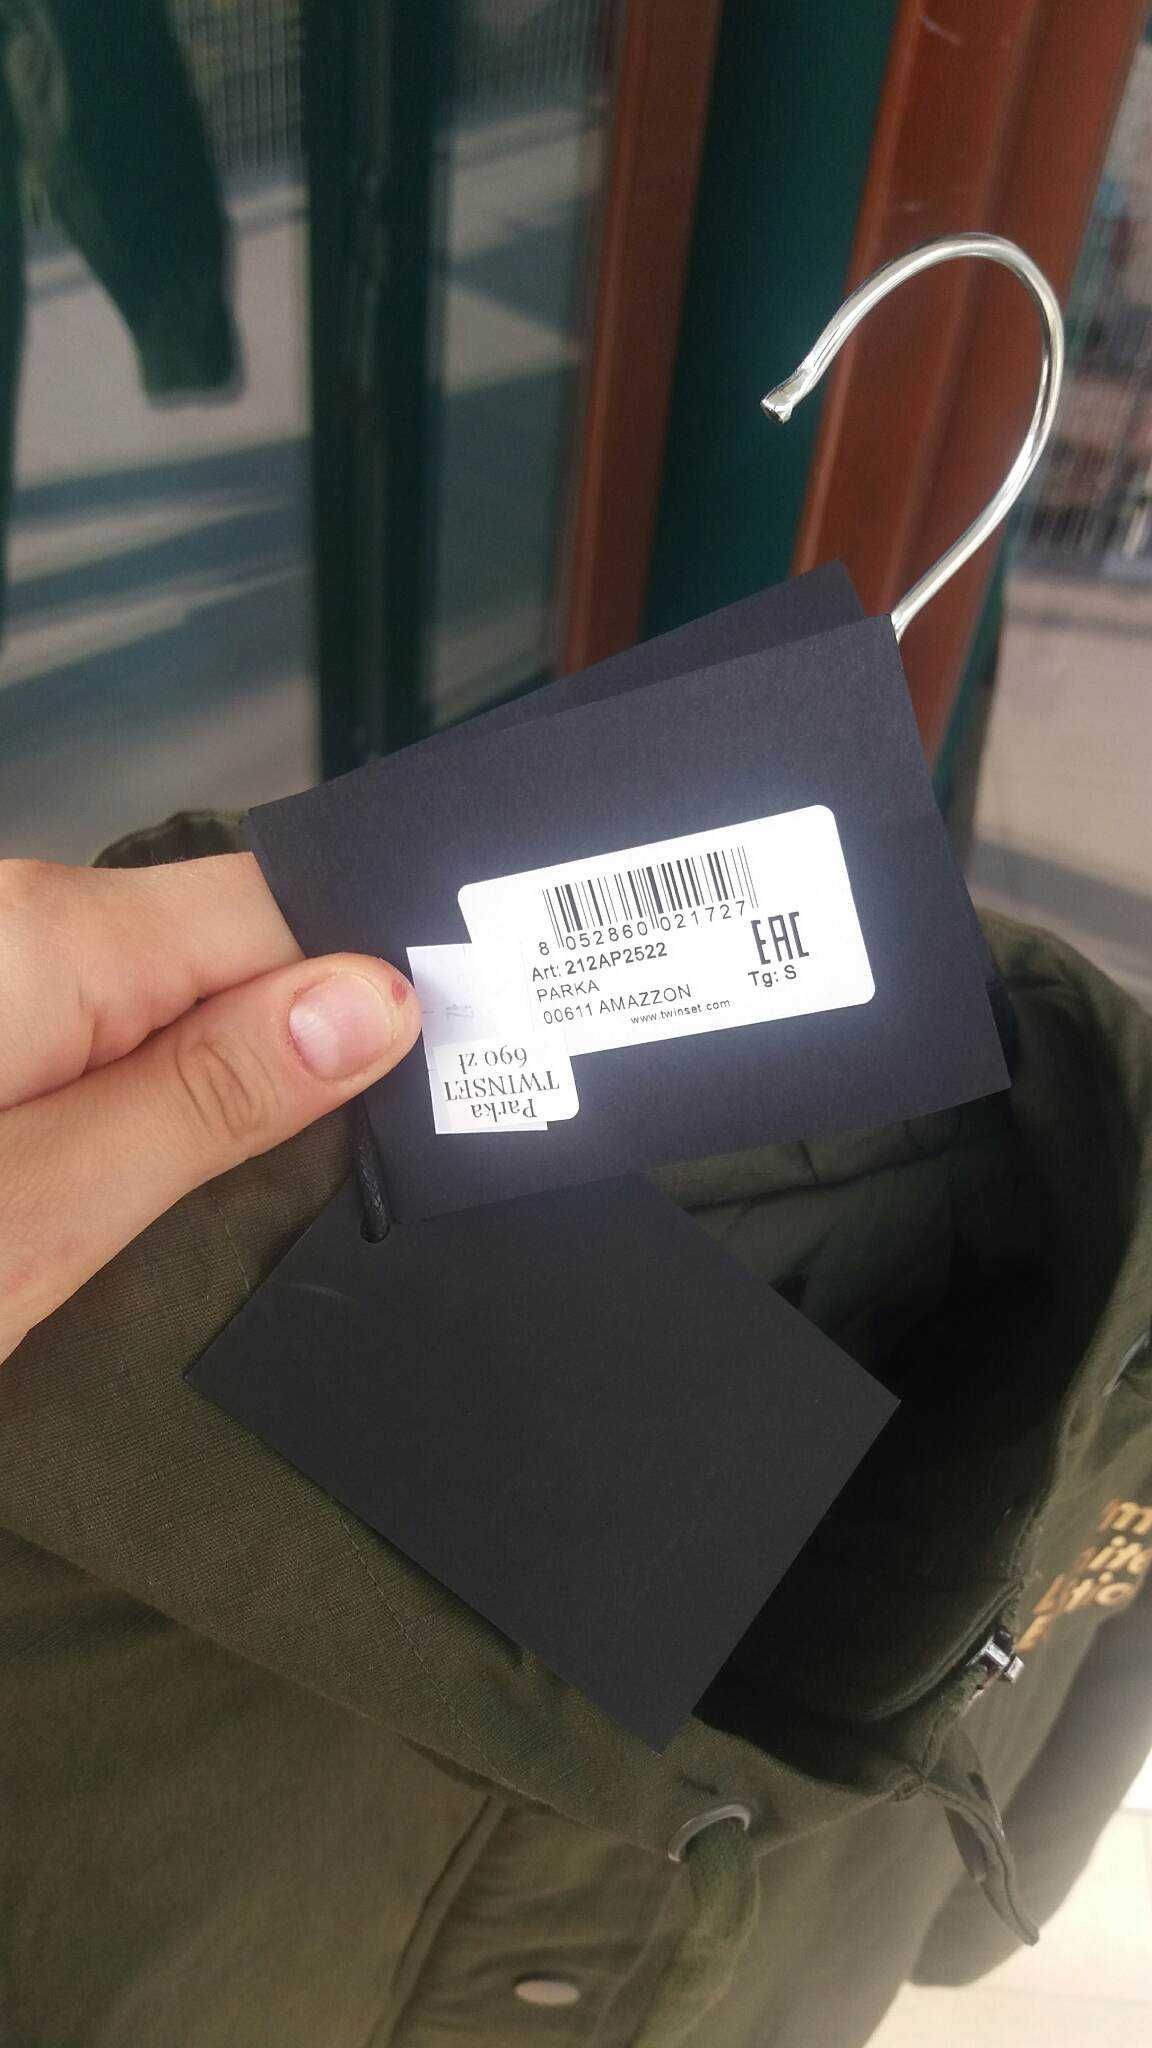 8 052860 021727
Art: 212AP2522
PARKA
00611 AMAZZON
www.twinset.com
EAC
Tg: S
Parka
TWINSET
690 zł